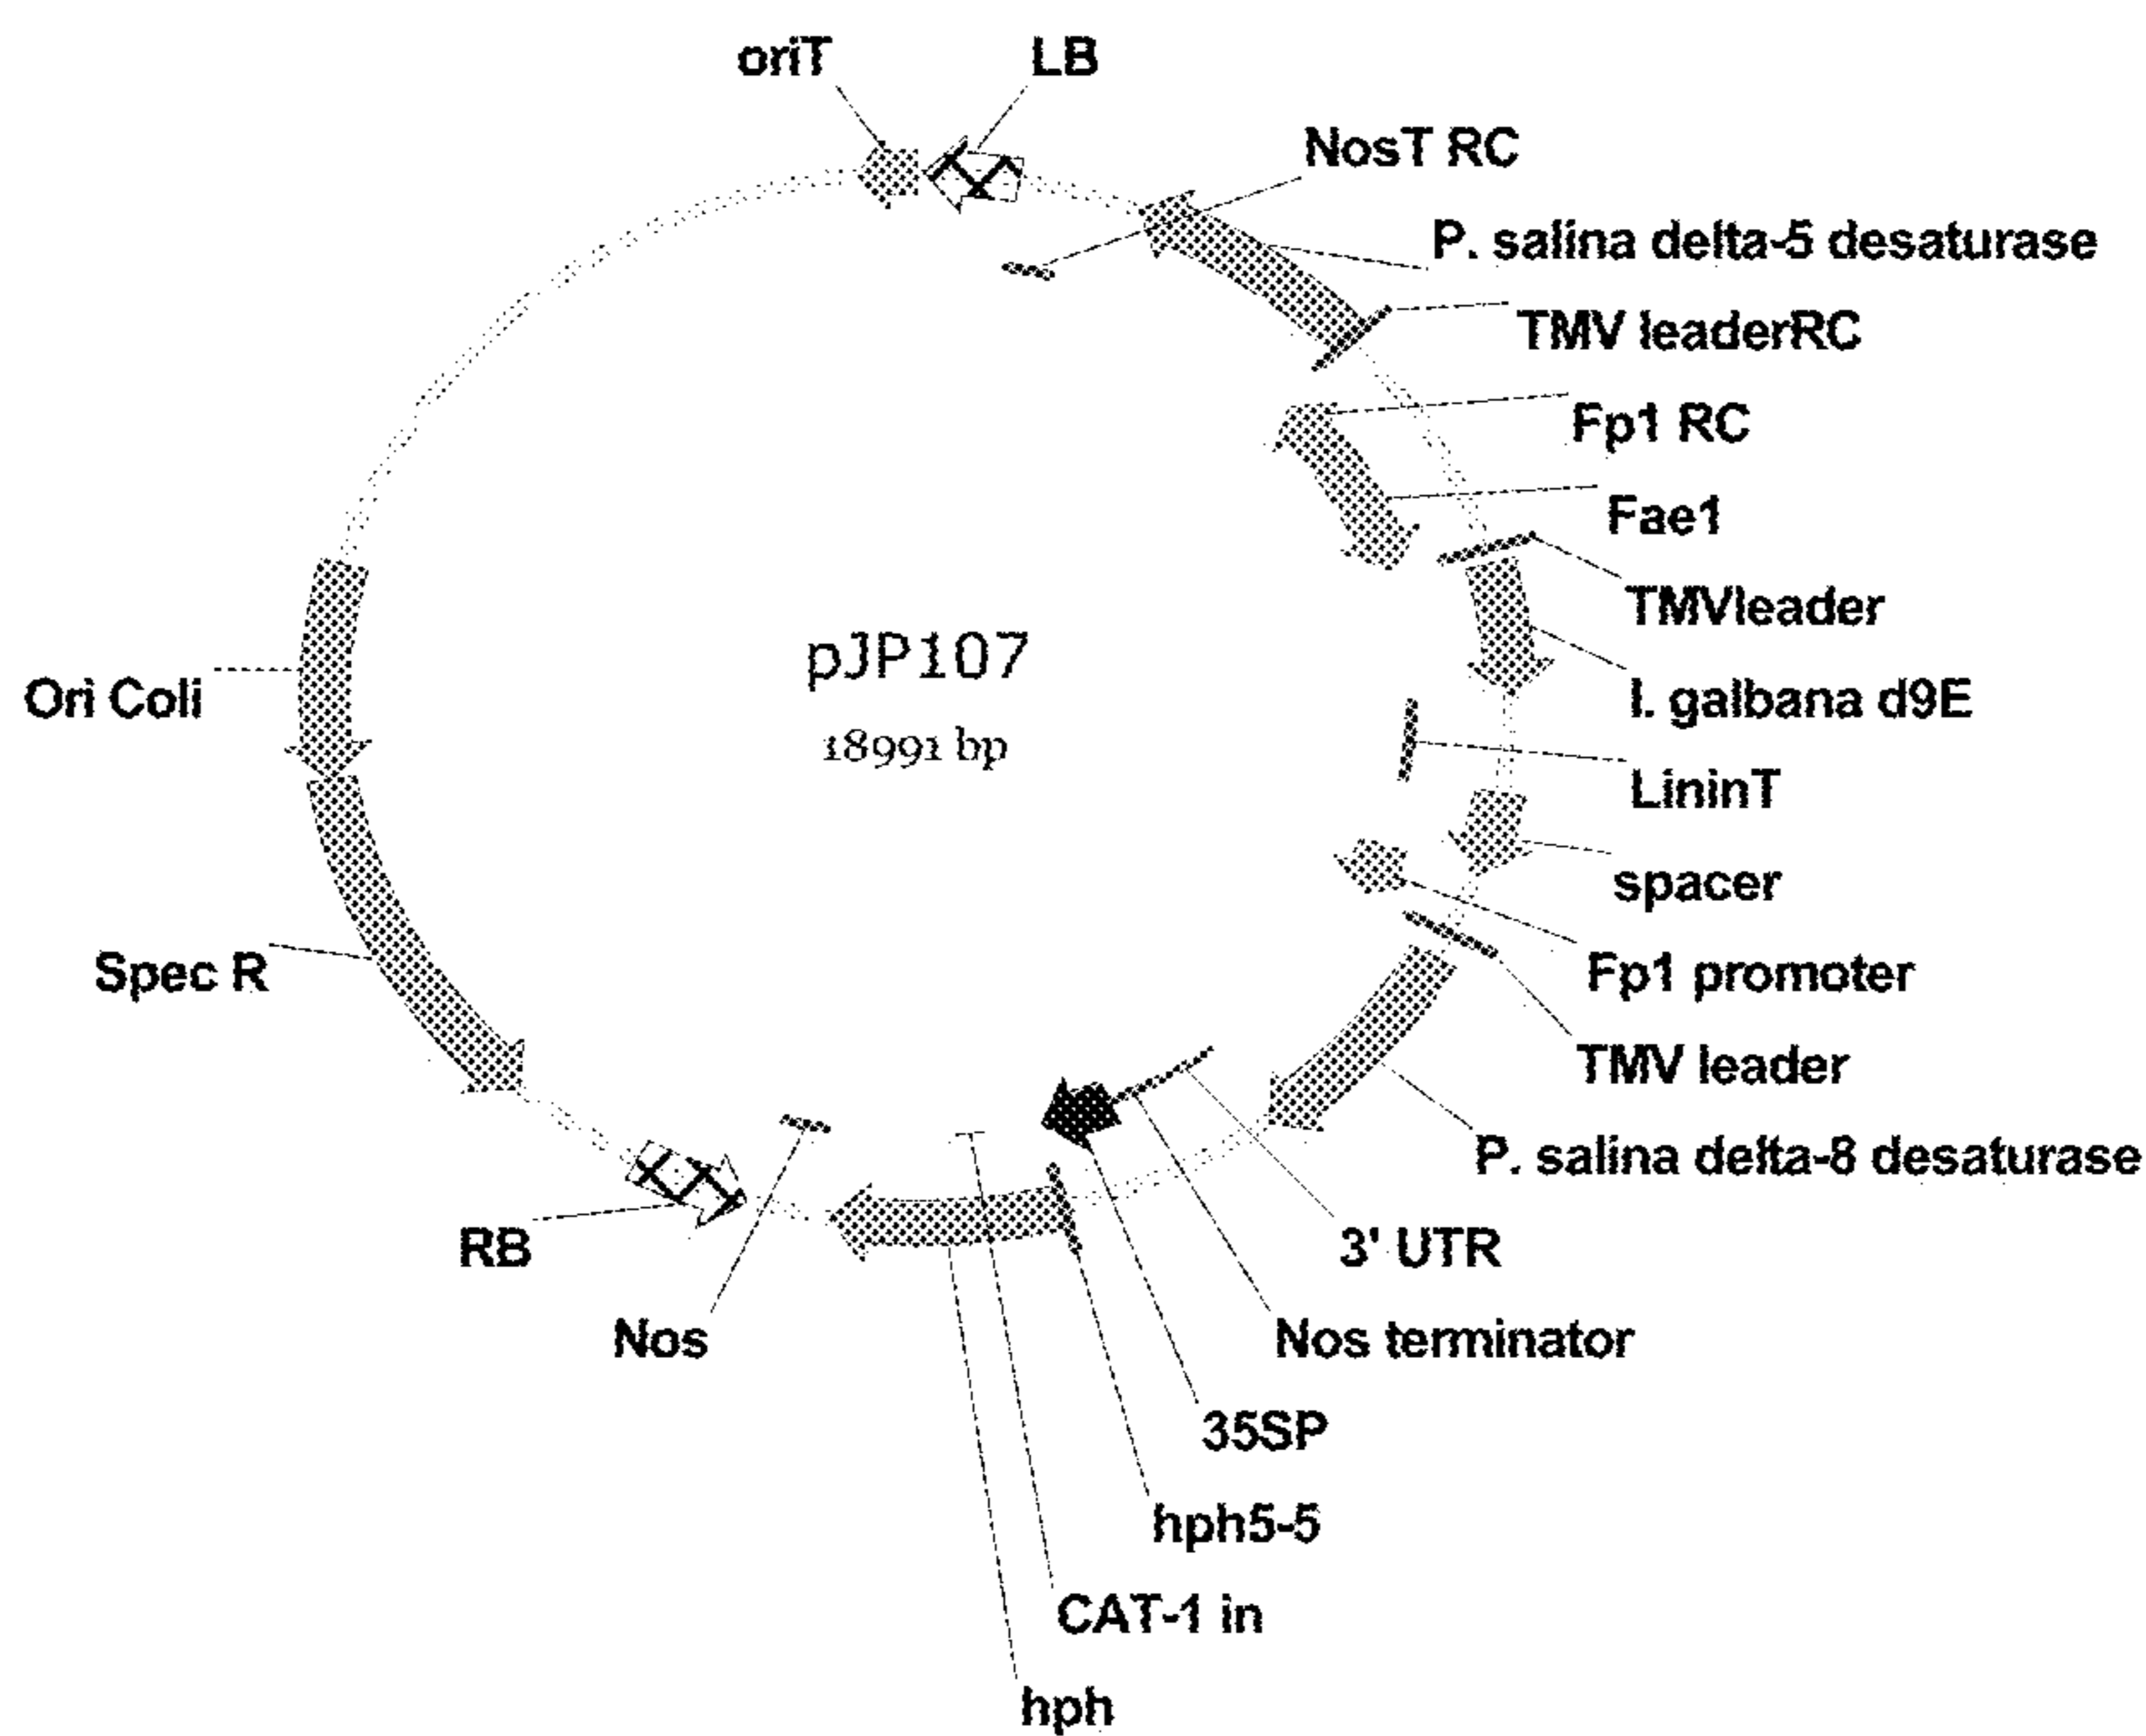 oriT
LB
NosT RC
P. salina delta-5 desaturase
TMV leaderRC
Fp1 RC
Fae1
TMVleader
pJP107
I. galbana d9E
Ori Coli
18991 bp
LininT
spacer
Spec R
Fp1 promoter
TMV leader
P. salina delta-8 desaturase
RB
3' UTR
Nos
Nos terminator
35SP
hph5-5
CAT-1 in
hph